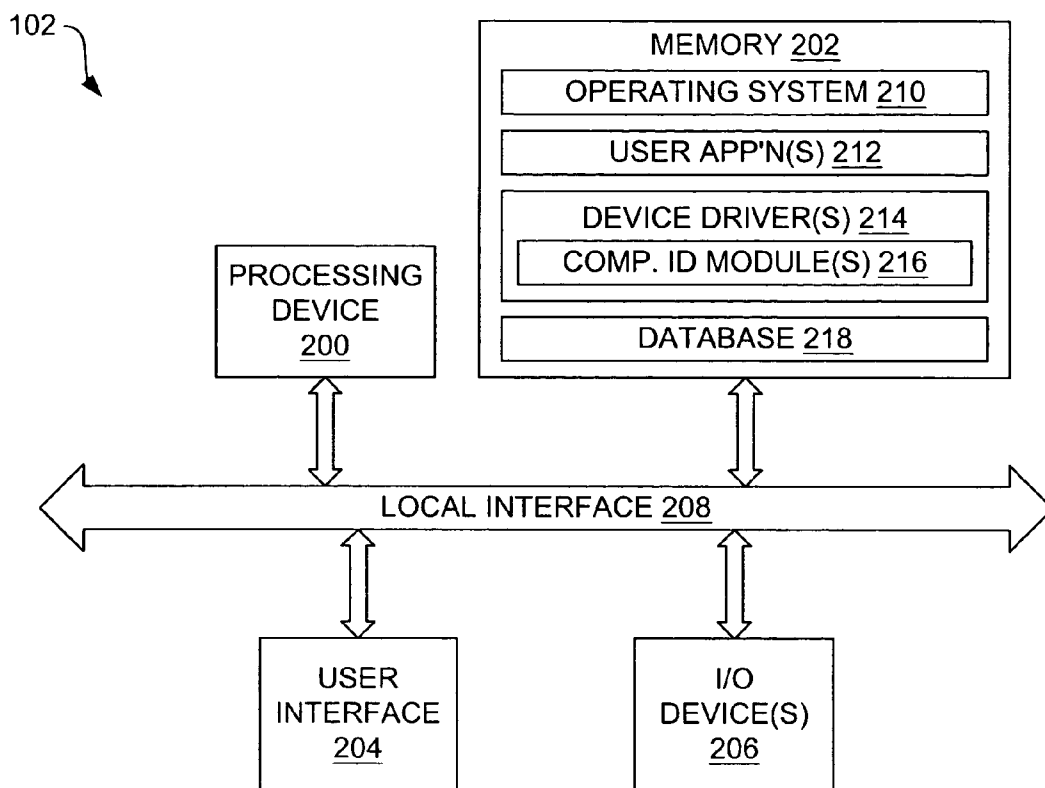 102
MEMORY 202
OPERATING SYSTEM 210
USER APP'N(S) 212
DEVICE DRIVER(S) 214
COMP. ID MODULE(S) 216
DATABASE 218
PROCESSING
DEVICE
200
LOCAL INTERFACE 208
USER
INTERFACE
204
I/O
DEVICE(S)
206